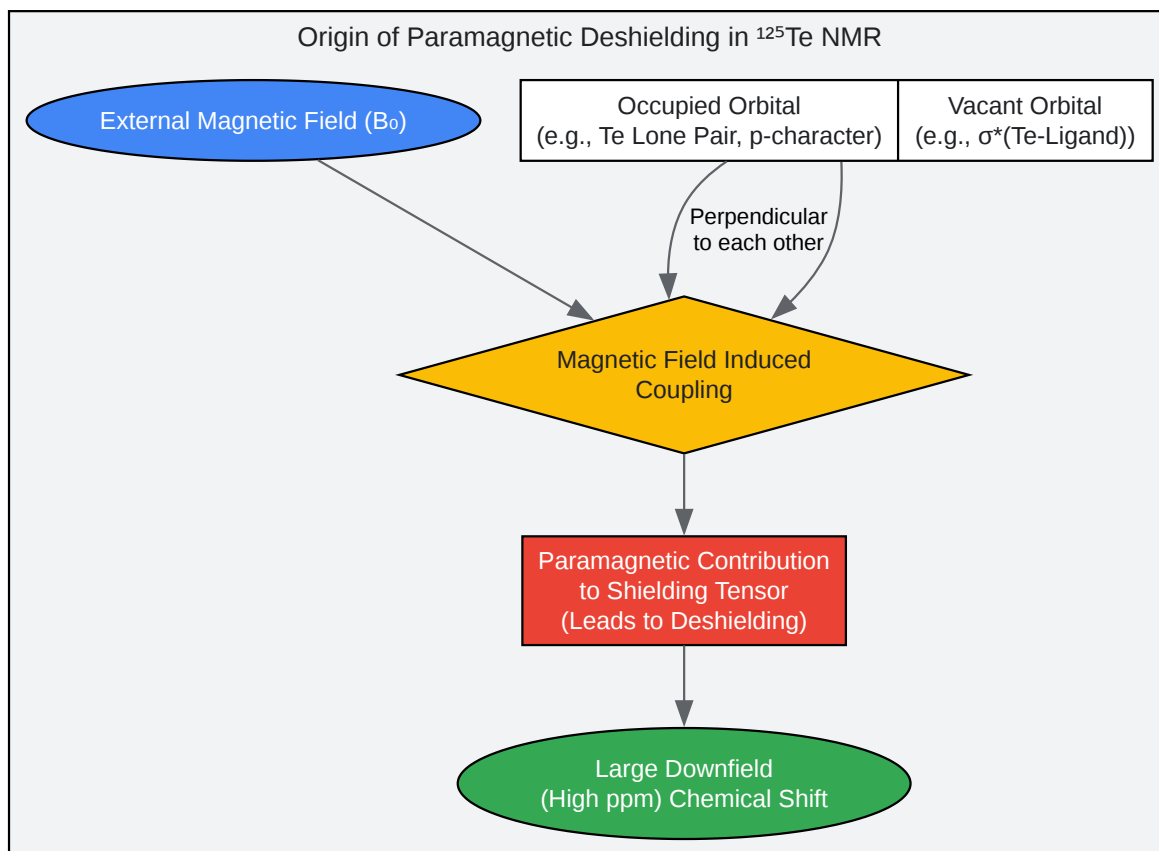 Origin of Paramagnetic Deshielding in ¹²⁵Te NMR
External Magnetic Field (B₀)
Occupied Orbital
(e.g., Te Lone Pair, p-character)
Vacant Orbital
(e.g., σ*(Te-Ligand))
Perpendicular
to each other
Magnetic Field Induced
Coupling
Paramagnetic Contribution
to Shielding Tensor
(Leads to Deshielding)
Large Downfield
(High ppm) Chemical Shift